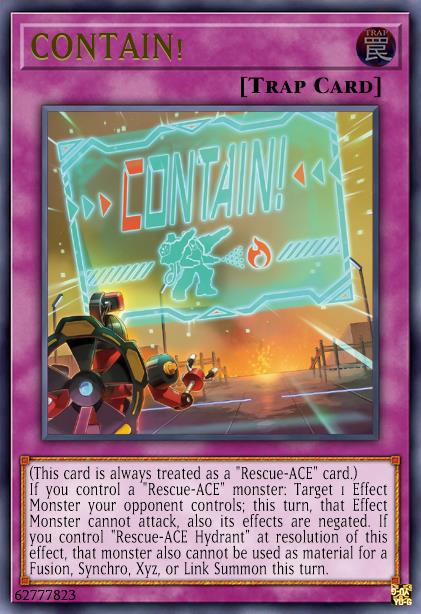 CONTAIN!
TRAP
罠
[TRAP CARD]
CONTAIN!
(This card is always treated as a "Rescue-ACE" card.)
If you control a "Rescue-ACE" monster: Target 1 Effect
Monster your opponent controls; this turn, that Effect
Monster cannot attack, also its effects are negated. If
you control "Rescue-ACE Hydrant" at resolution of this
effect, that monster also cannot be used as material for a
Fusion, Synchro, Xyz, or Link Summon this turn.
62777823